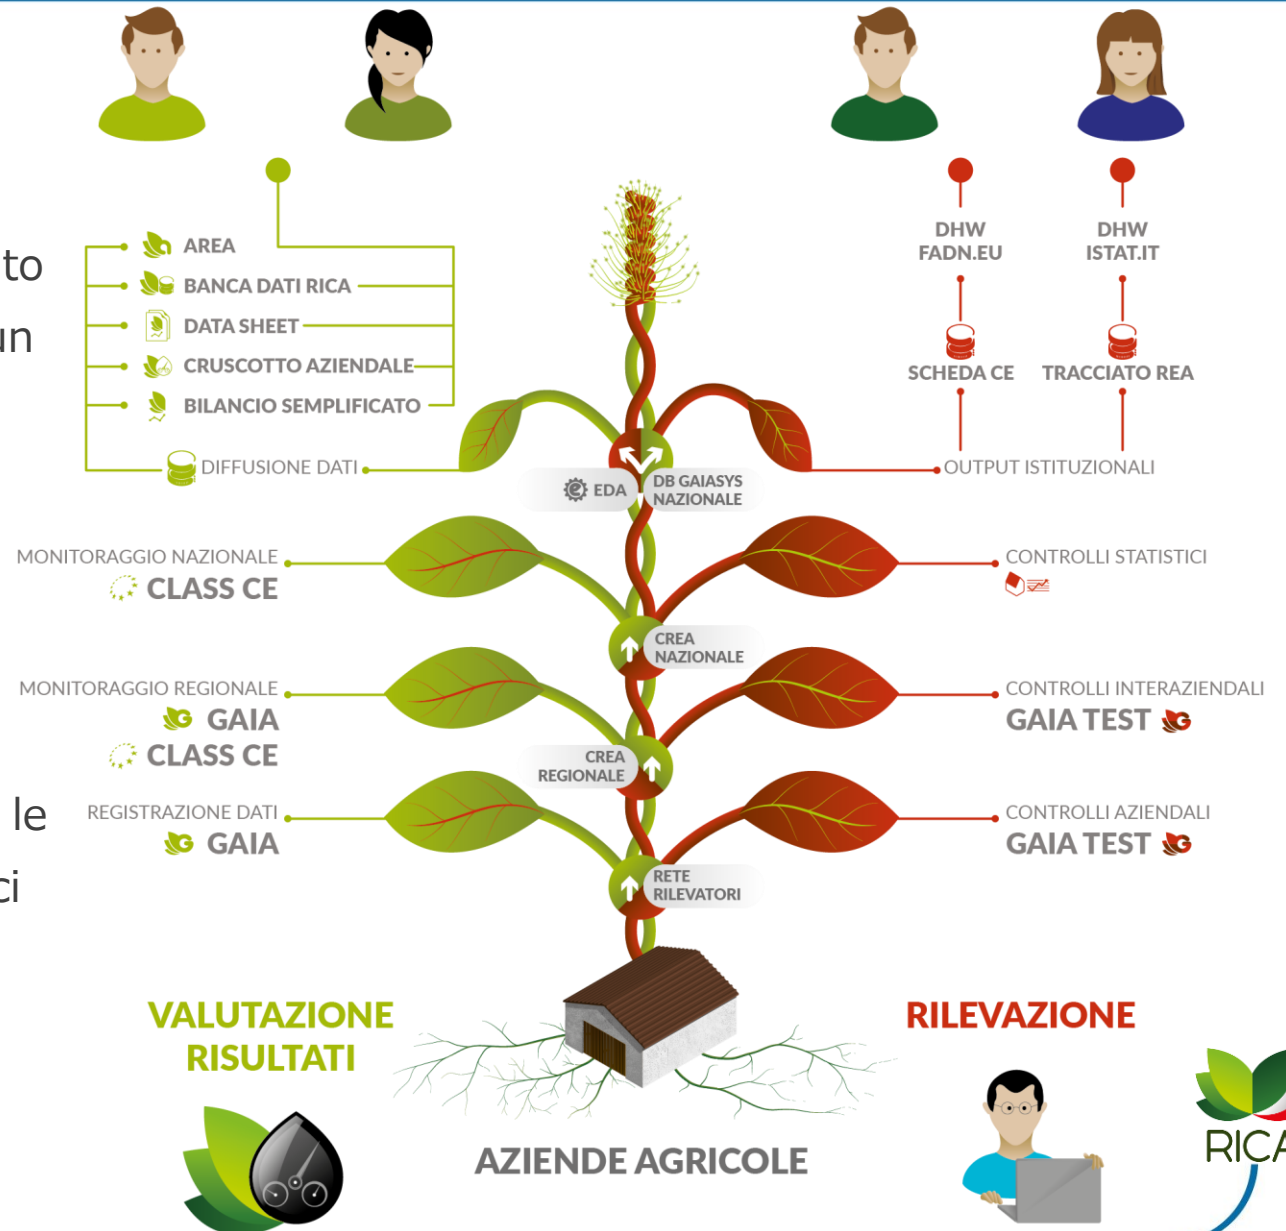 to
un
le
ci
AREA
BANCA DATI RICA
DATA SHEET
CRUSCOTTO AZIENDALE
BILANCIO SEMPLIFICATO
DIFFUSIONE DATI
DHW
FADN.EU
DHW
ISTAT.IT
SCHEDA CE
TRACCIATO REA
OUTPUT ISTITUZIONALI
EDA
DB GAIASYS
NAZIONALE
MONITORAGGIO NAZIONALE
CLASS CE
CONTROLLI STATISTICI
CREA
NAZIONALE
MONITORAGGIO REGIONALE
GAIA
CLASS CE
CONTROLLI INTERAZIENDALI
GAIA TEST
CREA
REGIONALE
REGISTRAZIONE DATI
GAIA
CONTROLLI AZIENDALI
GAIA TEST
RETE
RILEVATORI
VALUTAZIONE
RISULTATI
RILEVAZIONE
AZIENDE AGRICOLE
RICA